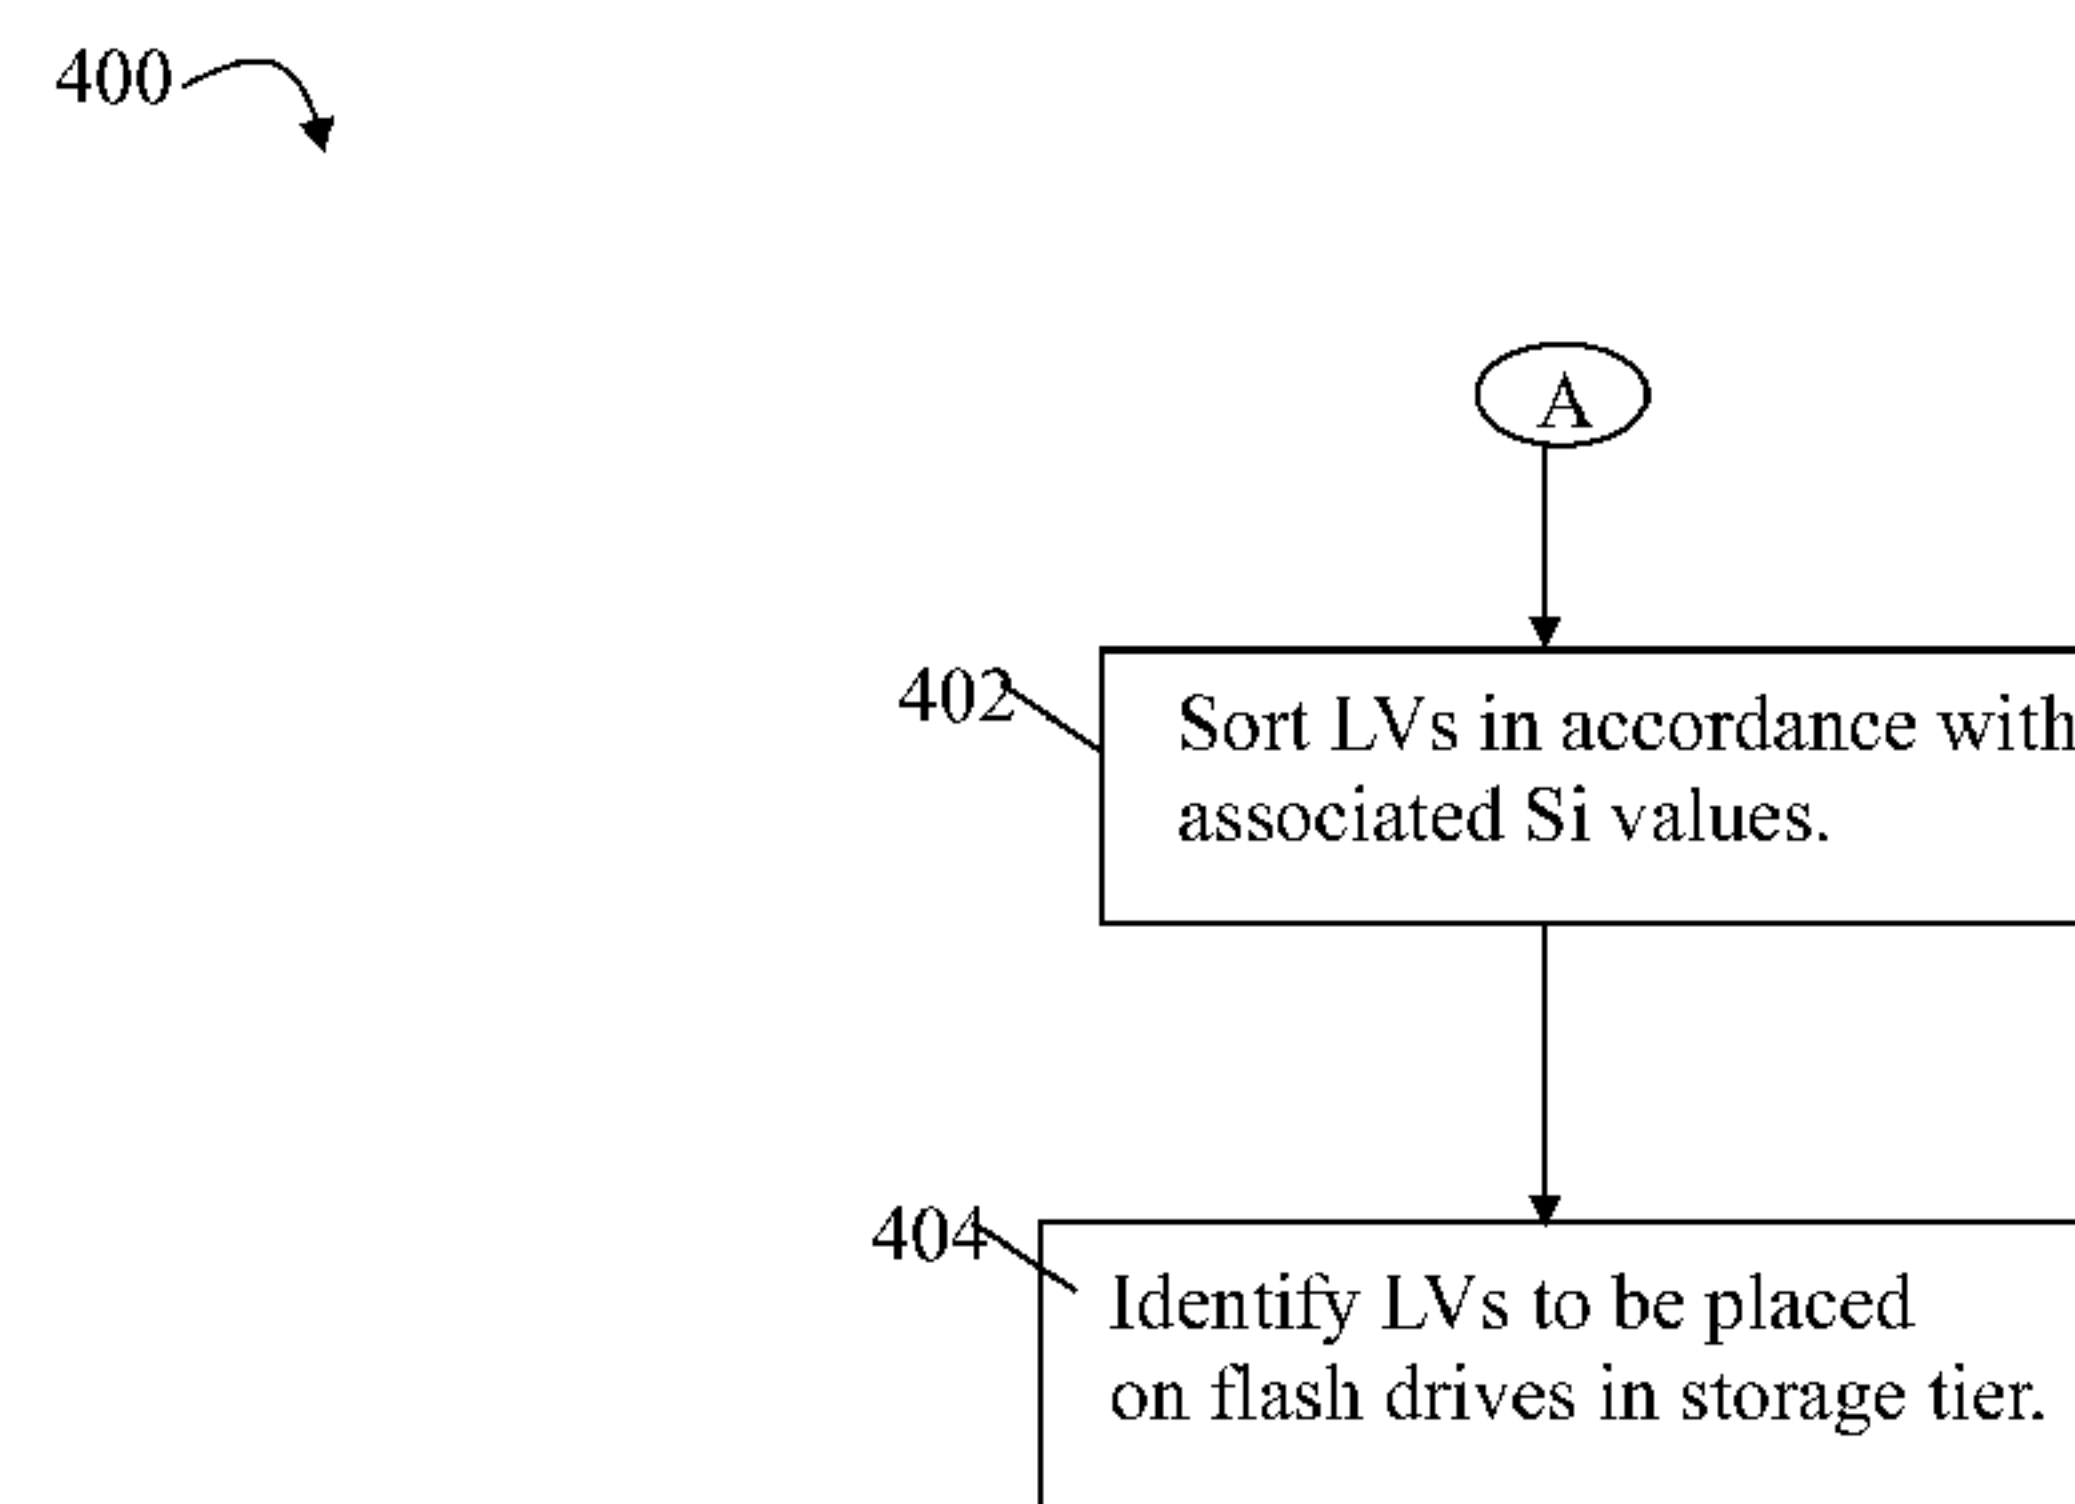 400
A
402
Sort LVs in accordance with
associated Si values.
404
Identify LVs to be placed
on flash drives in storage tier.